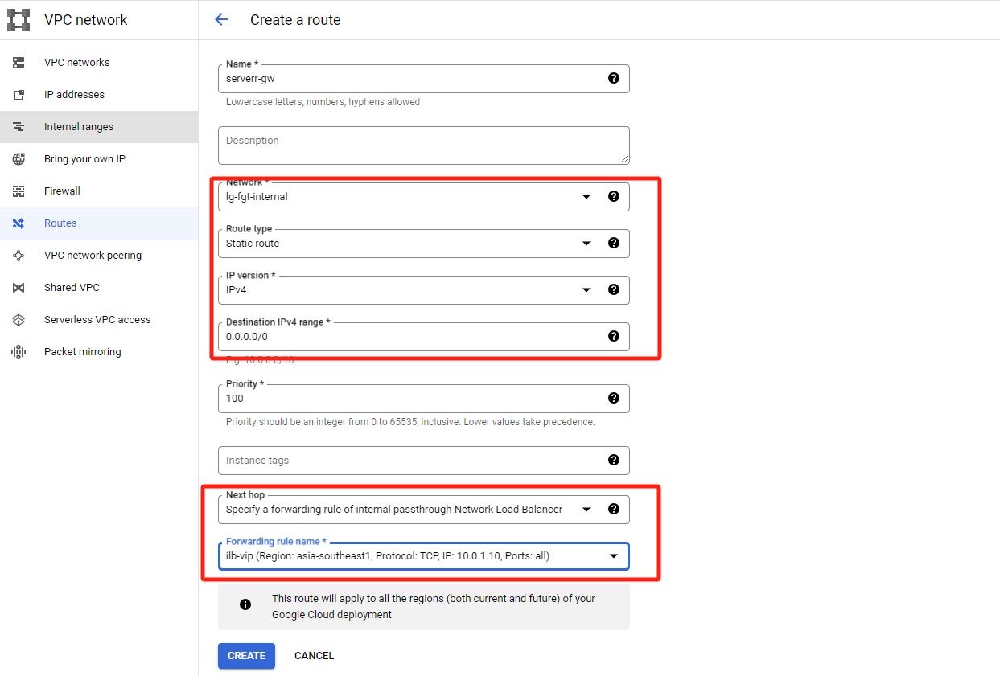 VPC network
Create a route
VPC networks
IP addresses
Internal ranges
Bring your own IP
Firewall
Routes
VPC network peering
Shared VPC
Serverless VPC access
Packet mirroring
Name *
serverr-gw
Lowercase letters, numbers, hyphens allowed
Description
Network *
lg-fgt-internal
Route type
Static route
IP version *
IPv4
Destination IPv4 range *
0.0.0.0/0
E.g. 10.0.0.0/16
Priority *
100
Priority should be an integer from 0 to 65535, inclusive. Lower values take precedence.
Instance tags
Next hop
Specify a forwarding rule of internal passthrough Network Load Balancer
Forwarding rule name *
ilb-vip (Region: asia-southeast1, Protocol: TCP, IP: 10.0.1.10, Ports: all)
This route will apply to all the regions (both current and future) of your
Google Cloud deployment
CREATE
CANCEL